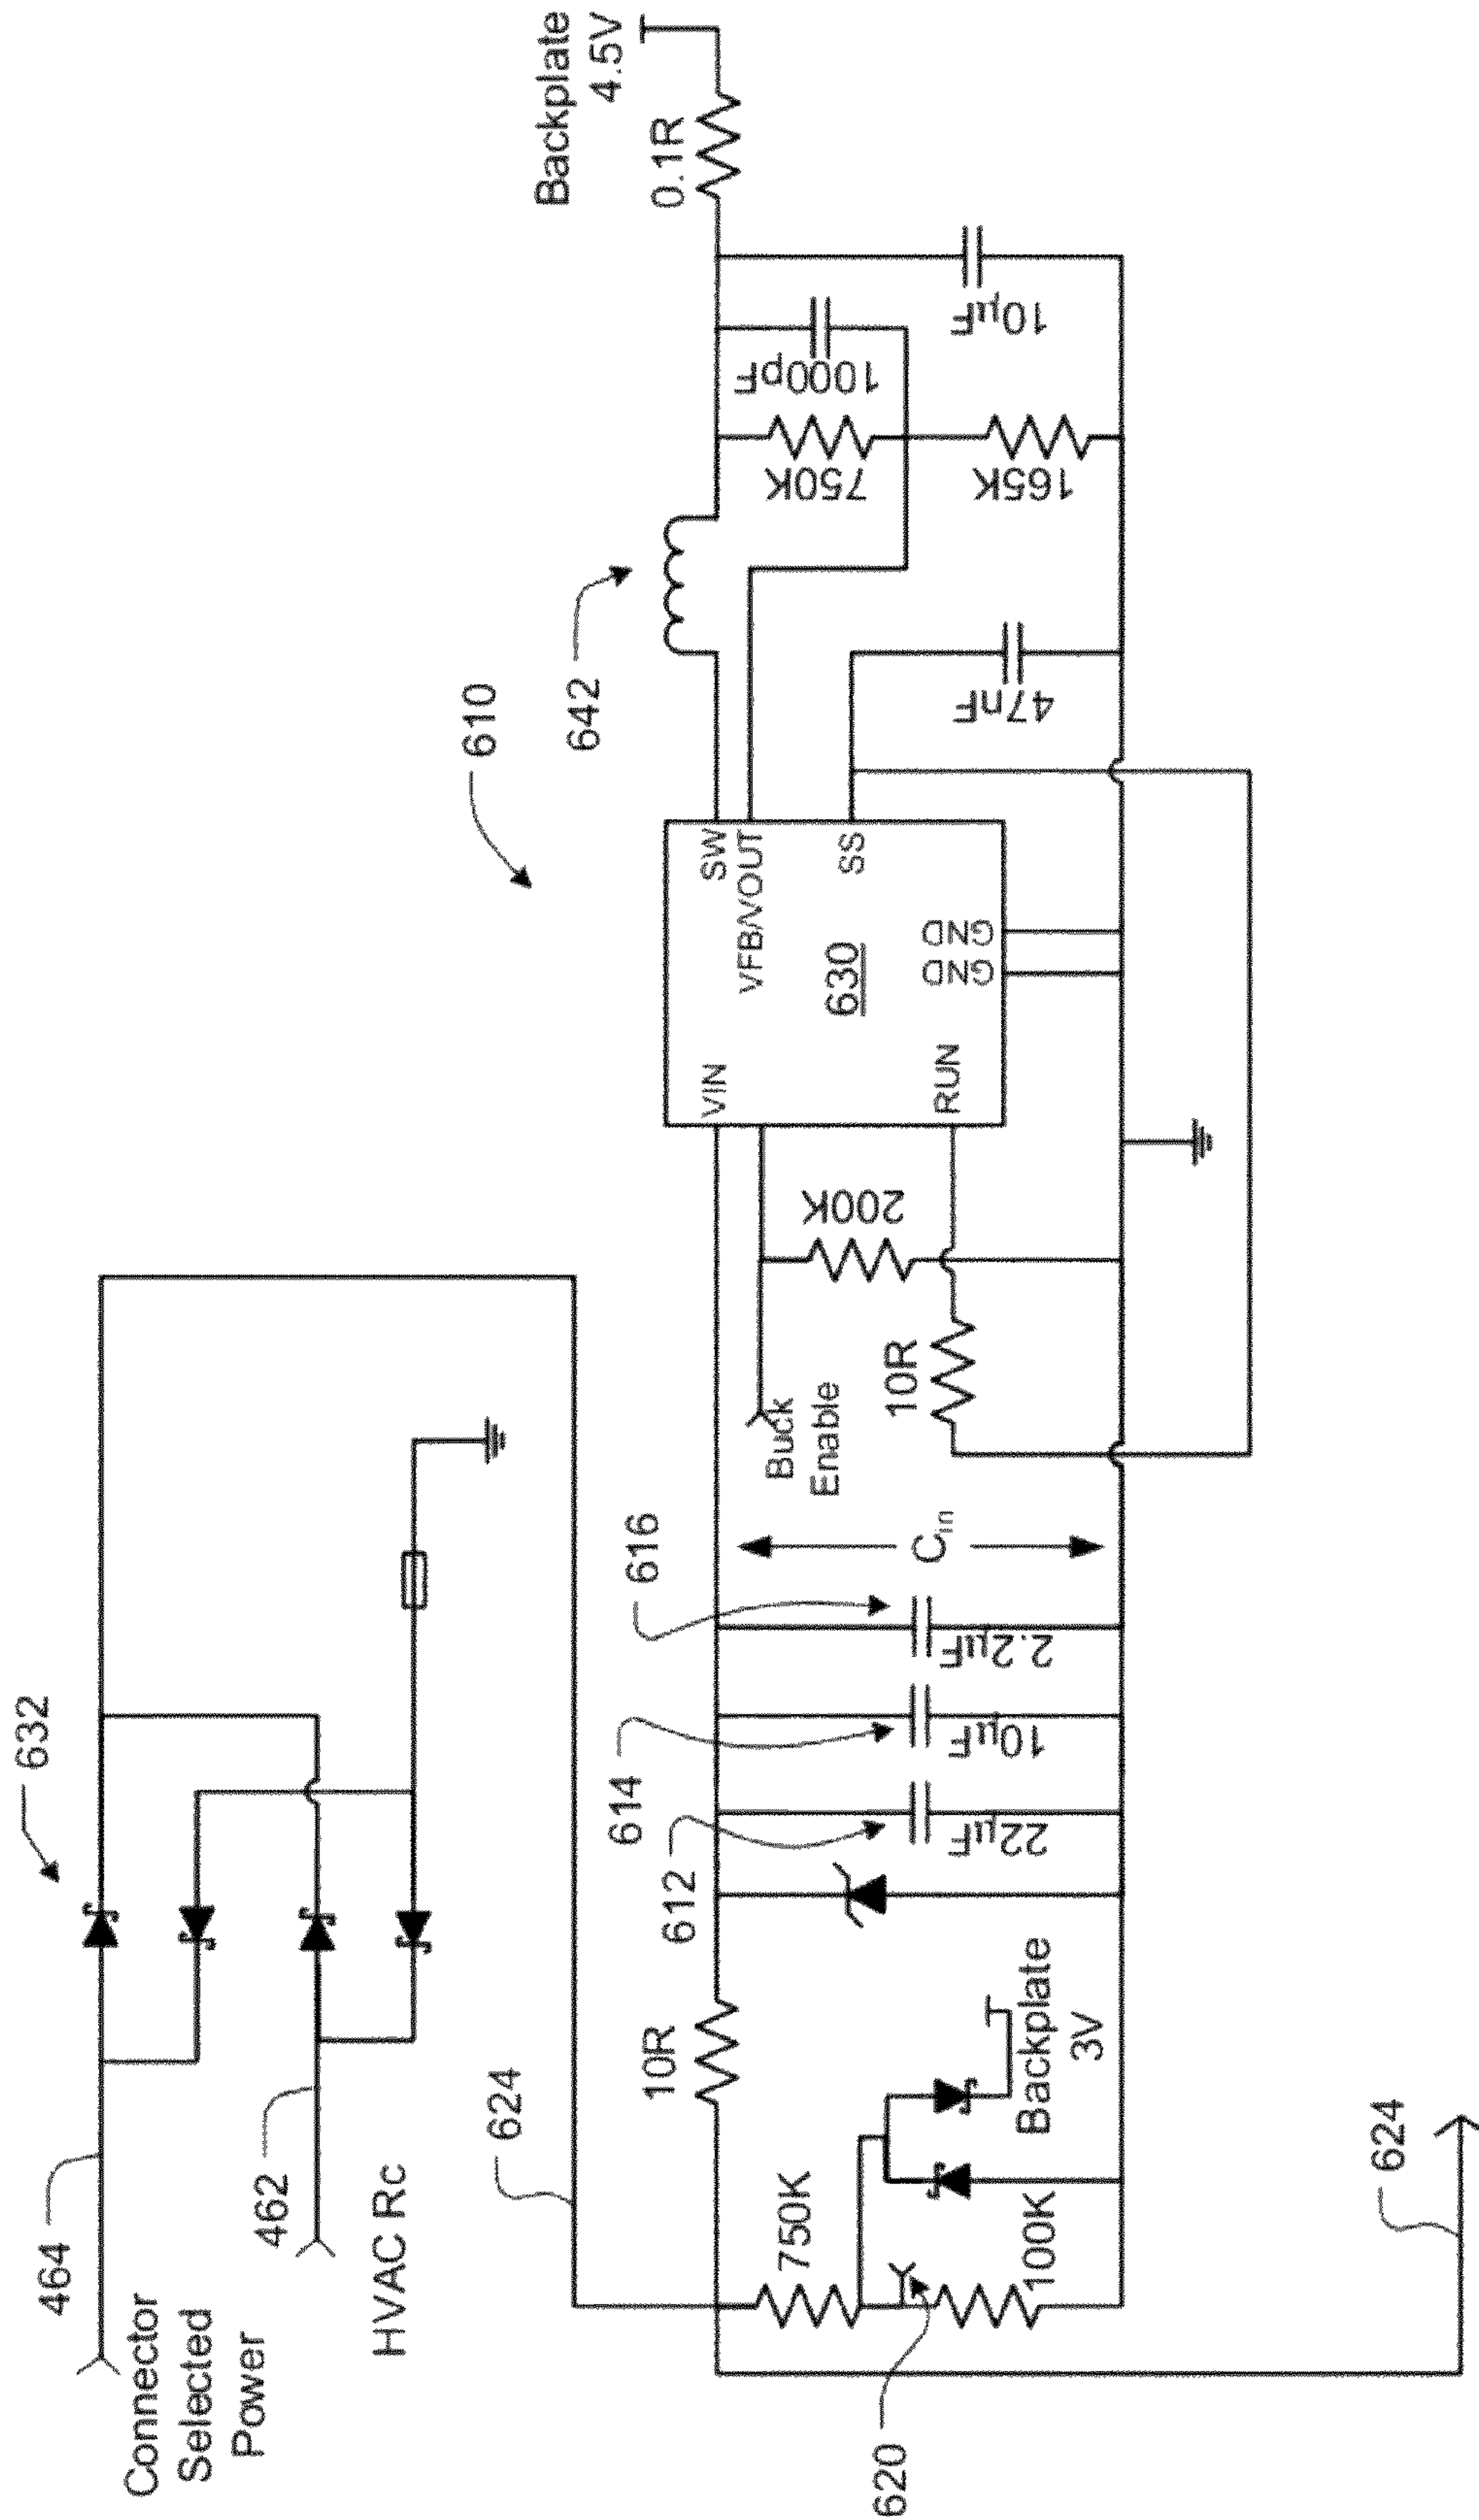 464
Connector
Selected
Power
462
HVAC Rc
632
624
610
642
Backplate
4.5V
0.1R
10R
612
614
616
22µF
10µF
2.2µF
Cin
Buck
Enable
200K
10R
VIN
RUN
SW
VFB/VOUT
SS
630
GND
GND
47nF
750K
1000pF
165K
10µF
750K
100K
620
Backplate
3V
624